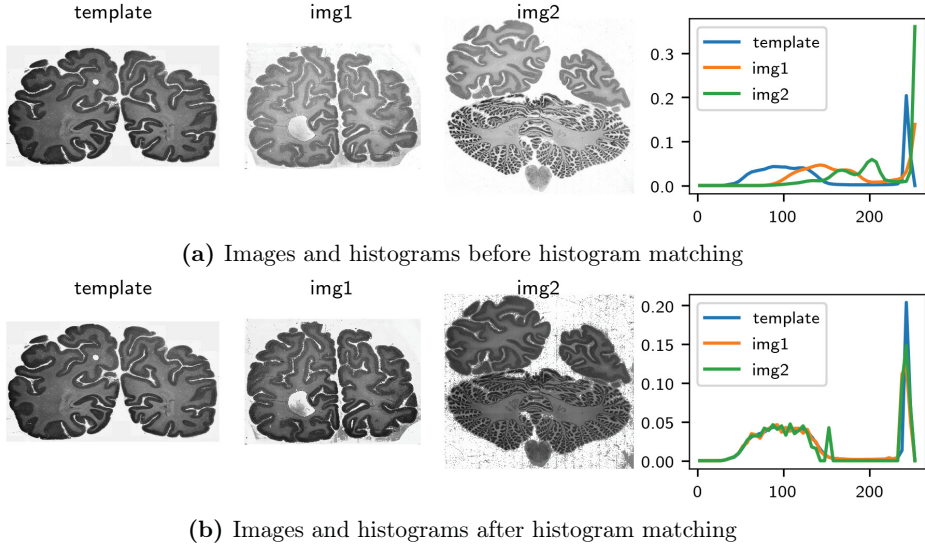 template
img1
img2
template
img1
img2
0.3
0.2
0.1
0.0
0
100
200
(a) Images and histograms before histogram matching
template
img1
img2
template
img1
img2
0.20
0.15
0.10
0.05
0.00
0
100
200
(b) Images and histograms after histogram matching